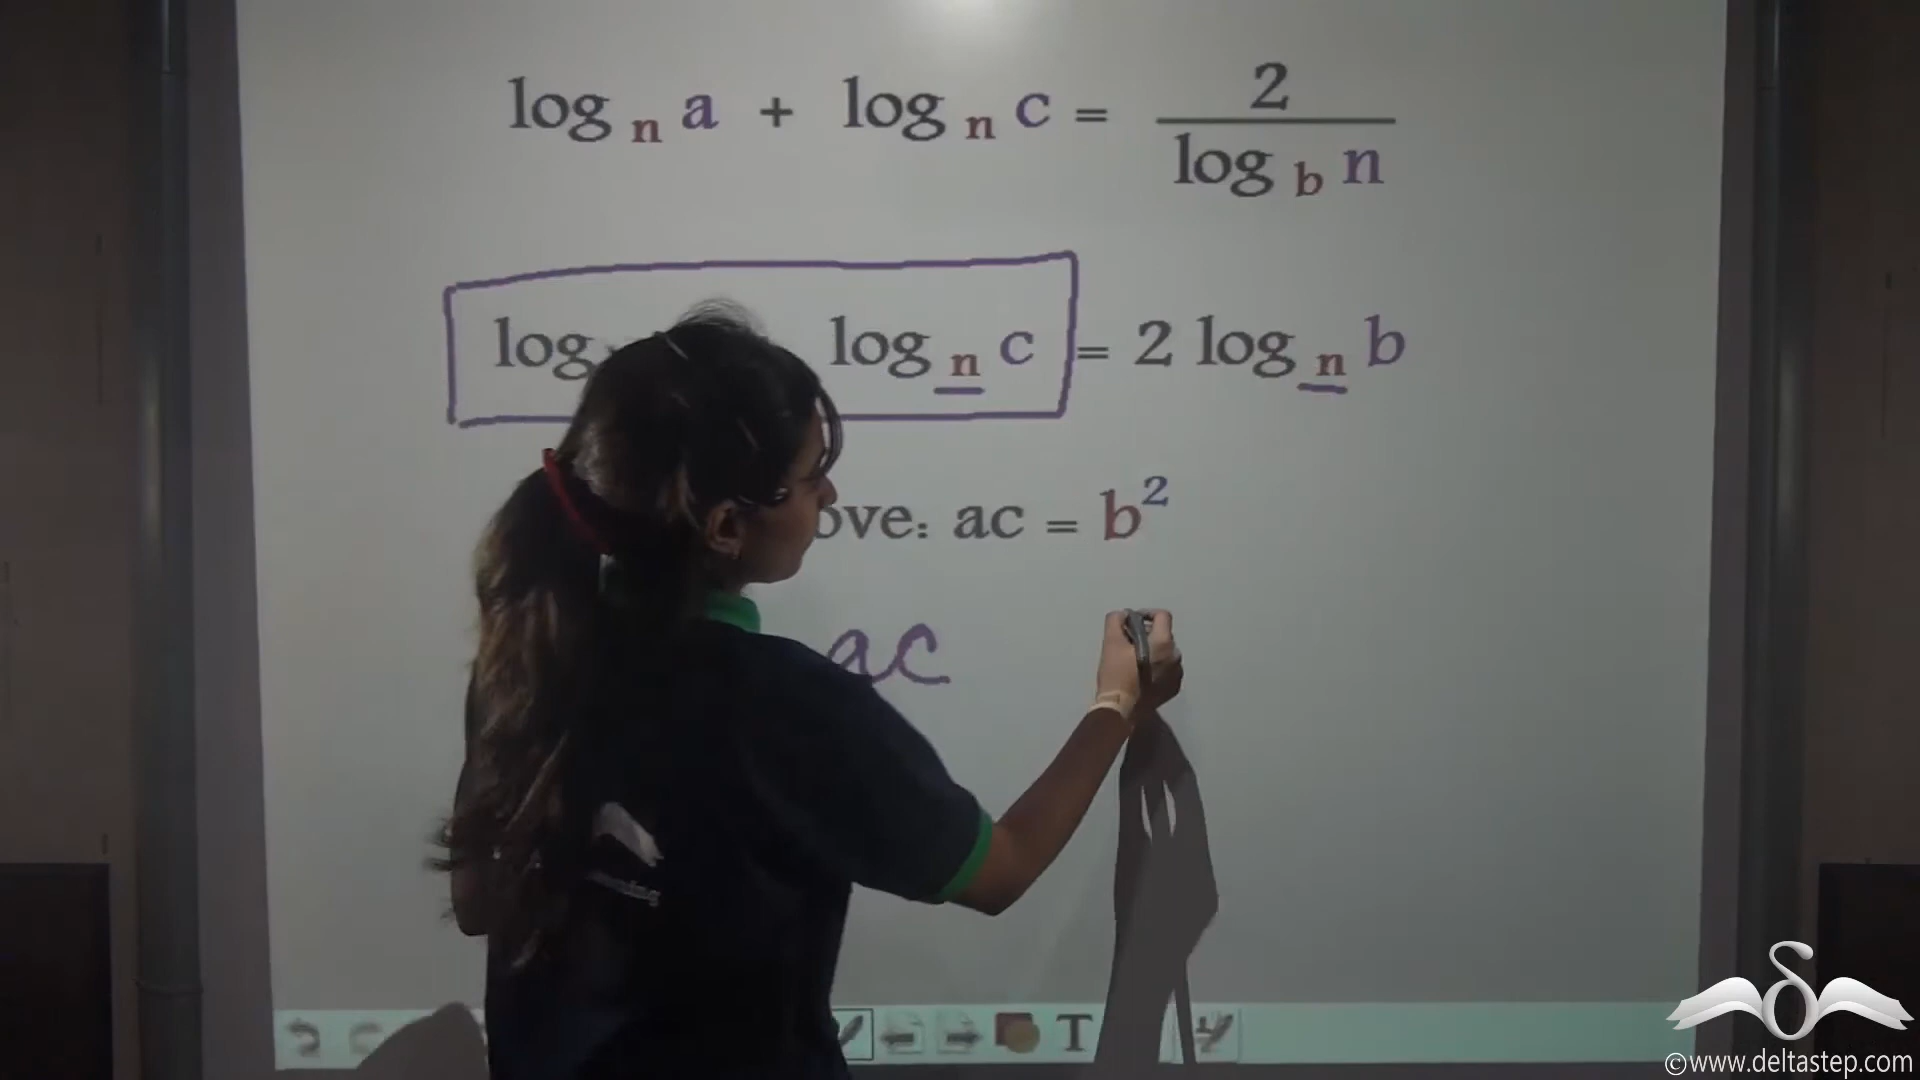 log n a + log n c = 2 / log b n
log log n c = 2 log n b
ove: ac = b²
ac
T
©www.deltastep.com